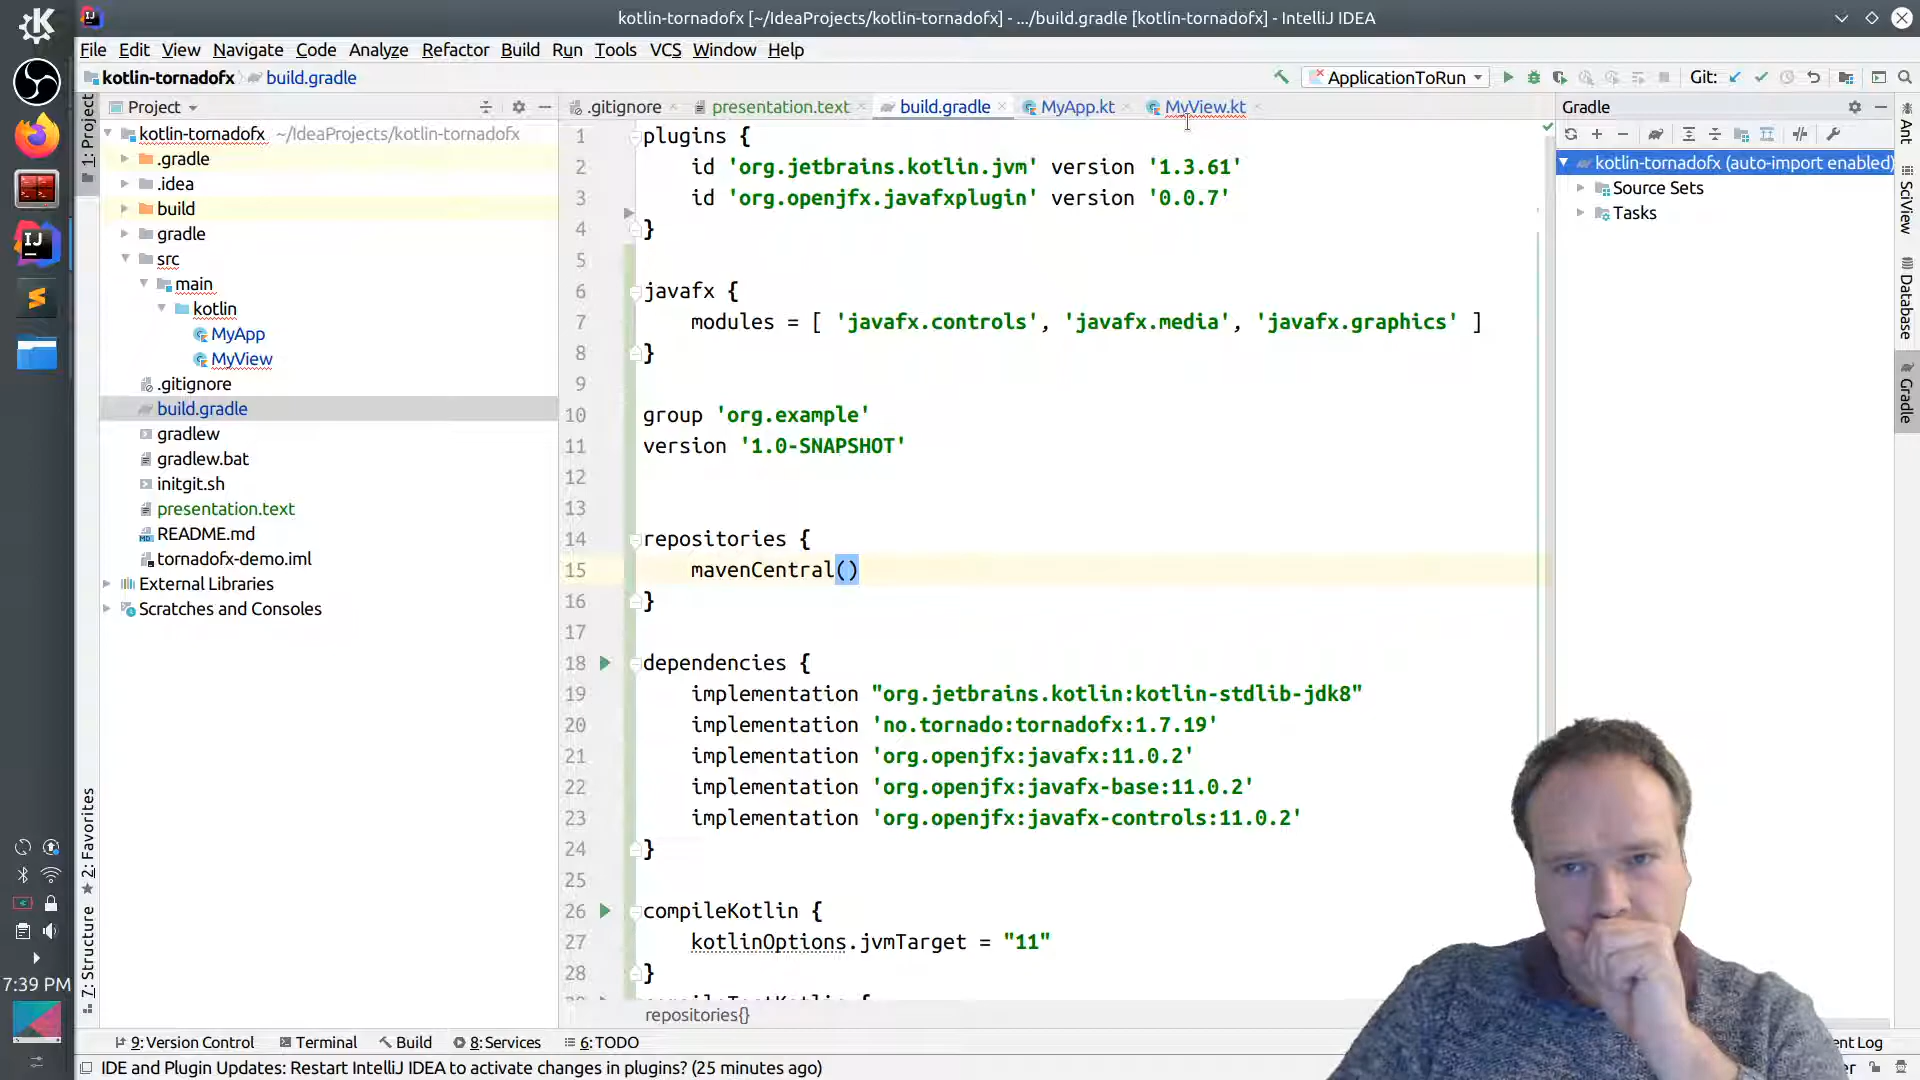 kotlin-tornadofx [~/IdeaProjects/kotlin-tornadofx] - .../build.gradle [kotlin-tornadofx] - IntelliJ IDEA
File Edit View Navigate Code Analyze Refactor Build Run Tools VCS Window Help
kotlin-tornadofx build.gradle ApplicationToRun Git:
1: Project
Project
.gitignore presentation.text build.gradle MyApp.kt MyView.kt
Gradle
kotlin-tornadofx ~/IdeaProjects/kotlin-tornadofx
.gradle
.idea
build
gradle
src
main
kotlin
MyApp
MyView
.gitignore
build.gradle
gradlew
gradlew.bat
initgit.sh
presentation.text
README.md
tornadofx-demo.iml
External Libraries
Scratches and Consoles
1 plugins {
2 id 'org.jetbrains.kotlin.jvm' version '1.3.61'
3 id 'org.openjfx.javafxplugin' version '0.0.7'
4 }
5
6 javafx {
7 modules = [ 'javafx.controls', 'javafx.media', 'javafx.graphics' ]
8 }
9
10 group 'org.example'
11 version '1.0-SNAPSHOT'
12
13
14 repositories {
15 mavenCentral()
16 }
17
18 dependencies {
19 implementation "org.jetbrains.kotlin:kotlin-stdlib-jdk8"
20 implementation 'no.tornado:tornadofx:1.7.19'
21 implementation 'org.openjfx:javafx:11.0.2'
22 implementation 'org.openjfx:javafx-base:11.0.2'
23 implementation 'org.openjfx:javafx-controls:11.0.2'
24 }
25
26 compileKotlin {
27 kotlinOptions.jvmTarget = "11"
28 }
repositories{}
kotlin-tornadofx (auto-import enabled)
Source Sets
Tasks
Ant
SciView
Database
Gradle
2: Favorites
7: Structure
7:39 PM
9: Version Control Terminal Build 8: Services 6: TODO
ent Log
IDE and Plugin Updates: Restart IntelliJ IDEA to activate changes in plugins? (25 minutes ago)